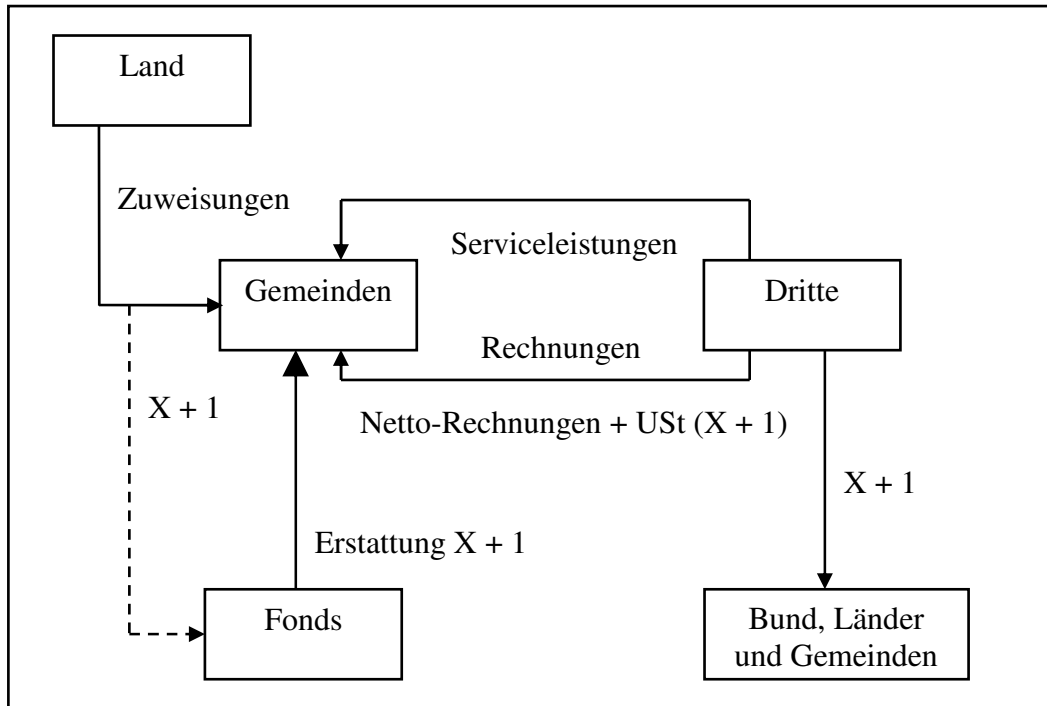 Land
Zuweisungen
Serviceleistungen
Gemeinden
Dritte
Rechnungen
X + 1
Netto-Rechnungen + USt (X + 1)
X + 1
Erstattung X + 1
Fonds
Bund, Länder
und Gemeinden